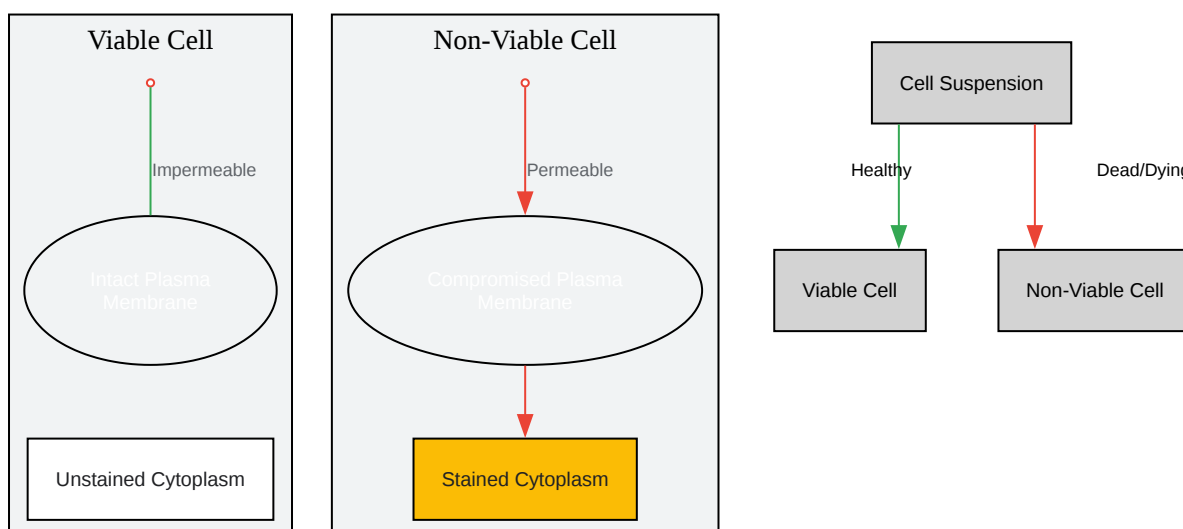 Viable Cell
Impermeable
Intact Plasma
Membrane
Unstained Cytoplasm
Non-Viable Cell
Permeable
Compromised Plasma
Membrane
Stained Cytoplasm
Cell Suspension
Healthy
Dead/Dying
Viable Cell
Non-Viable Cell